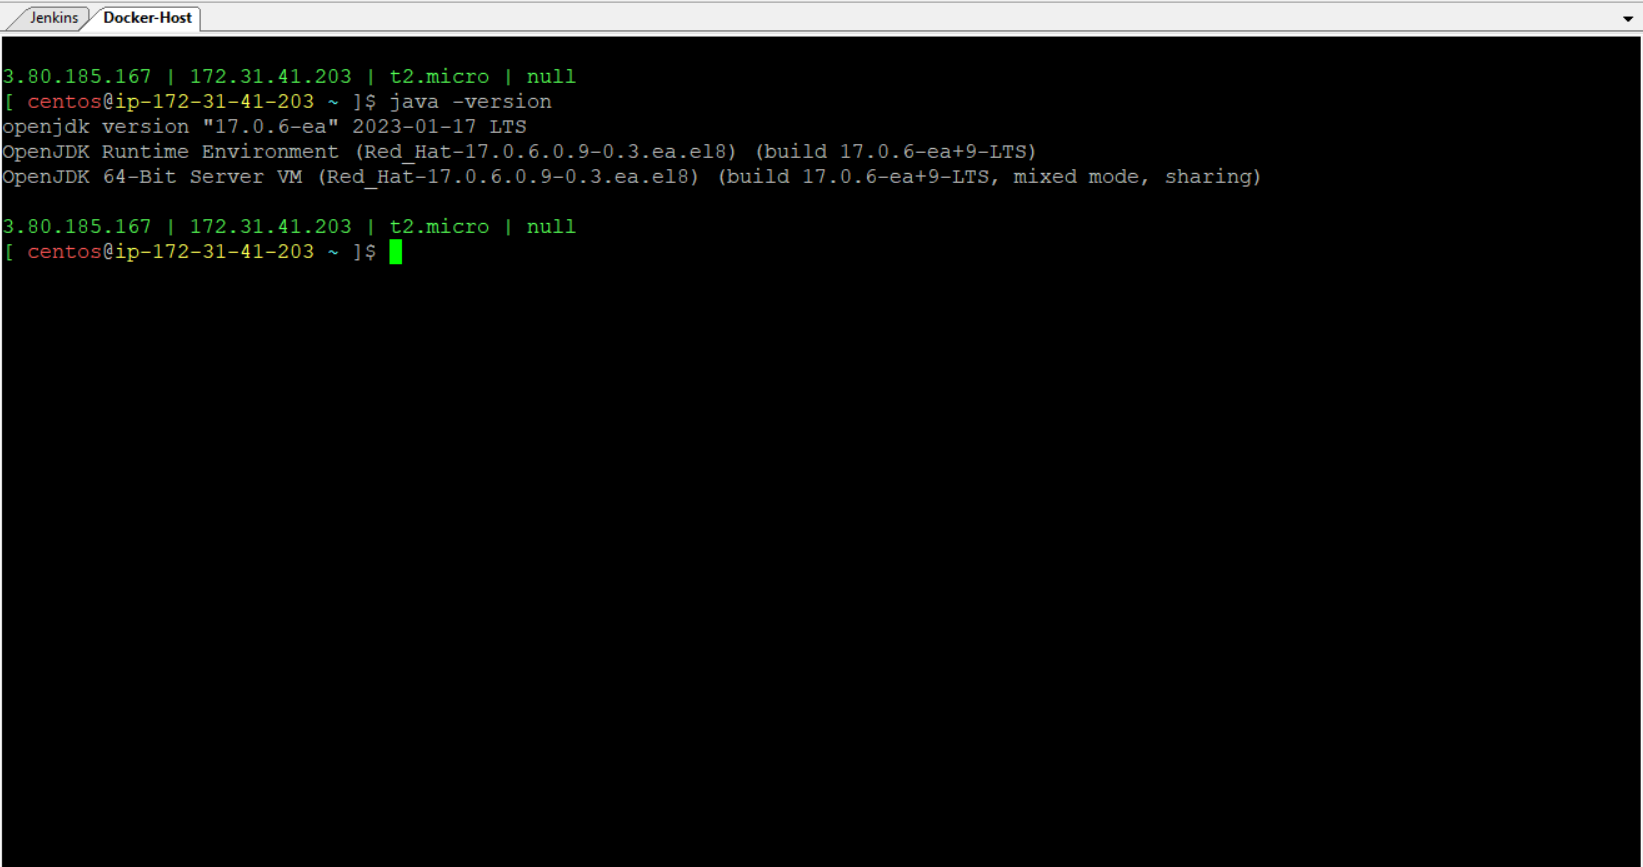 Jenkins
Docker-Host
3.80.185.167 | 172.31.41.203 | t2.micro | null
[ centos@ip-172-31-41-203 ~ ]$ java -version
openjdk version "17.0.6-ea" 2023-01-17 LTS
OpenJDK Runtime Environment (Red_Hat-17.0.6.0.9-0.3.ea.el8) (build 17.0.6-ea+9-LTS)
OpenJDK 64-Bit Server VM (Red_Hat-17.0.6.0.9-0.3.ea.el8) (build 17.0.6-ea+9-LTS, mixed mode, sharing)
3.80.185.167 | 172.31.41.203 | t2.micro | null
[ centos@ip-172-31-41-203 ~ ]$